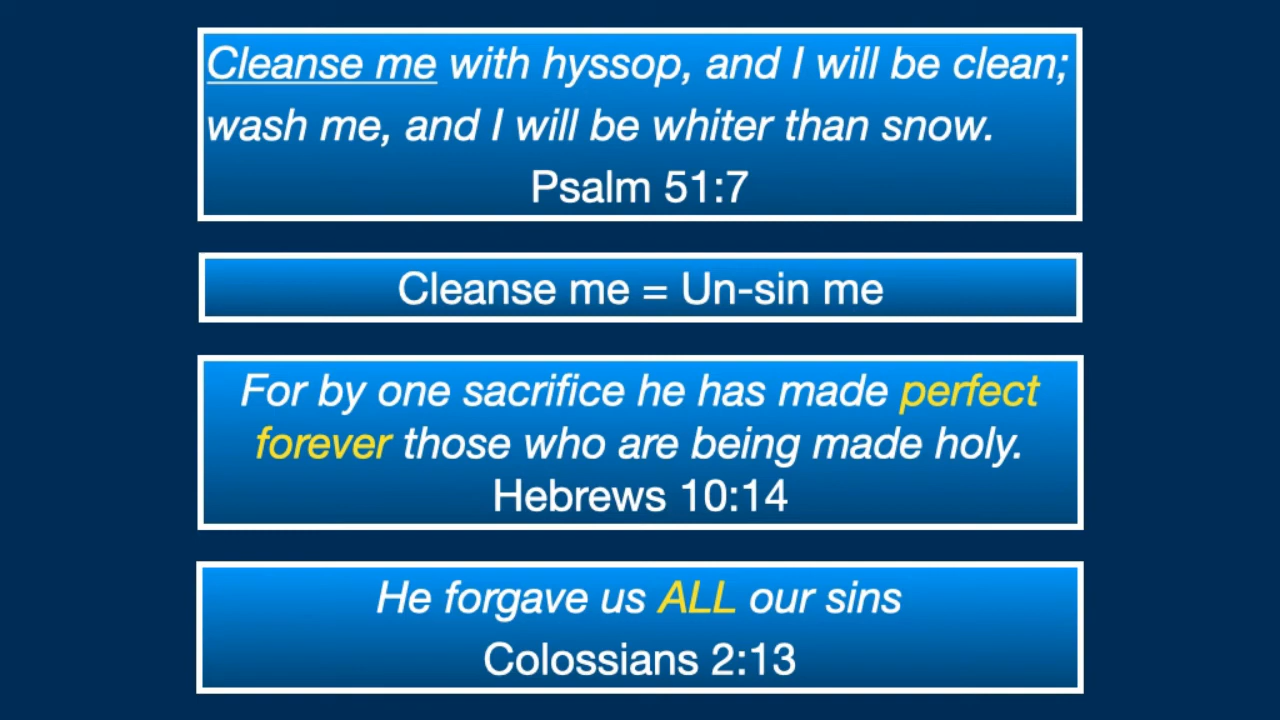 Cleanse me with hyssop, and I will be clean;
wash me, and I will be whiter than snow.
Psalm 51:7
Cleanse me = Un-sin me
For by one sacrifice he has made perfect
forever those who are being made holy.
Hebrews 10:14
He forgave us ALL our sins
Colossians 2:13